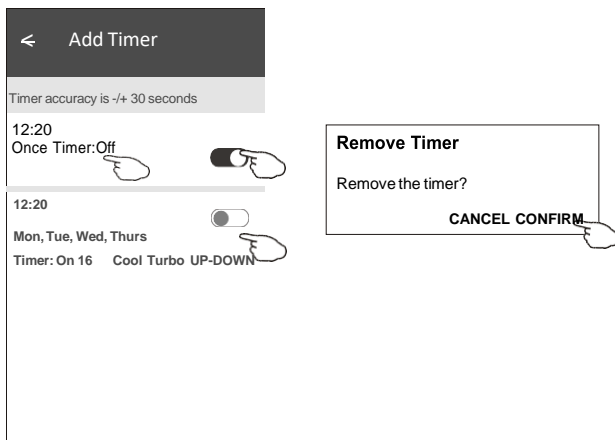 Add Timer
Timer accuracy is -/+ 30 seconds
12:20
Once Timer:Off
12:20
Mon, Tue, Wed, Thurs
Timer: On 16 Cool Turbo UP-DOWN
Remove Timer
Remove the timer?
CANCEL CONFIRM